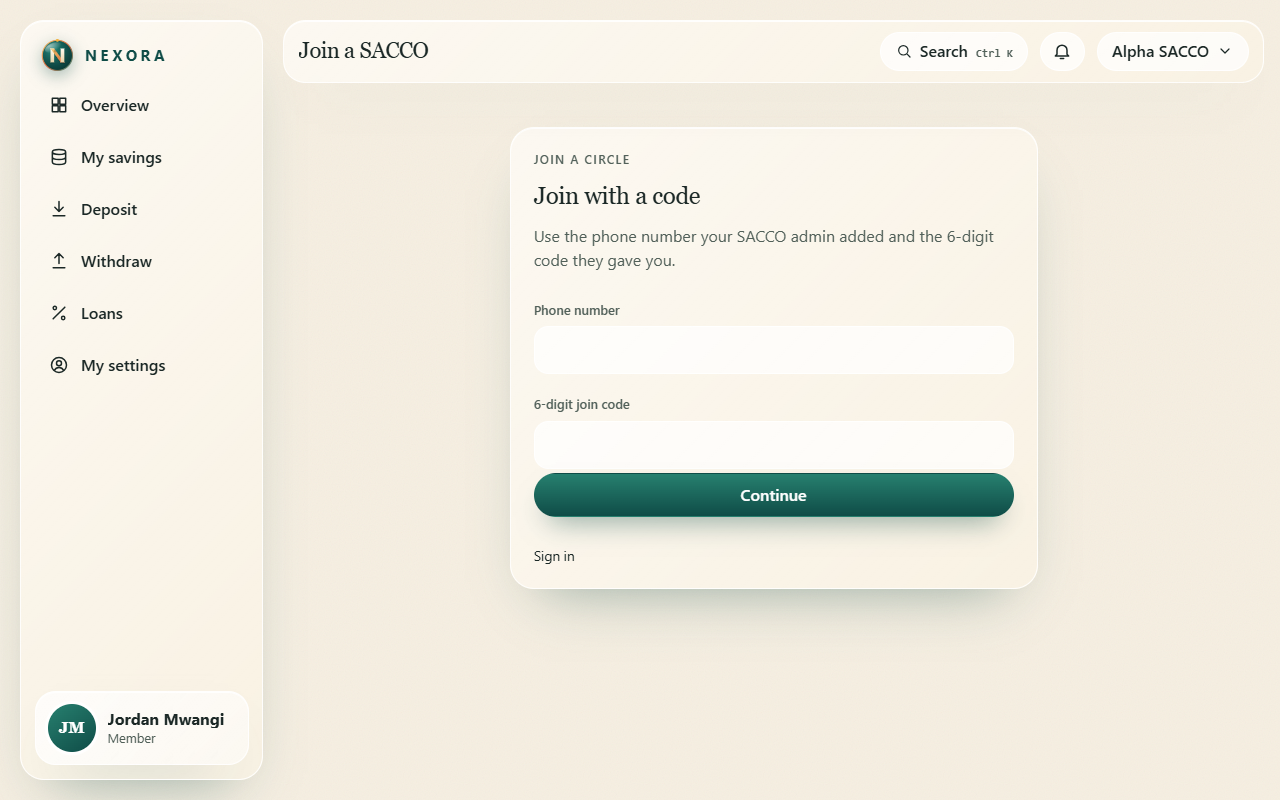 N NEXORA
Overview
My savings
Deposit
Withdraw
Loans
My settings
JM
Jordan Mwangi
Member
Join a SACCO
Search Ctrl K
Alpha SACCO
JOIN A CIRCLE
Join with a code
Use the phone number your SACCO admin added and the 6-digit
code they gave you.
Phone number
6-digit join code
Continue
Sign in